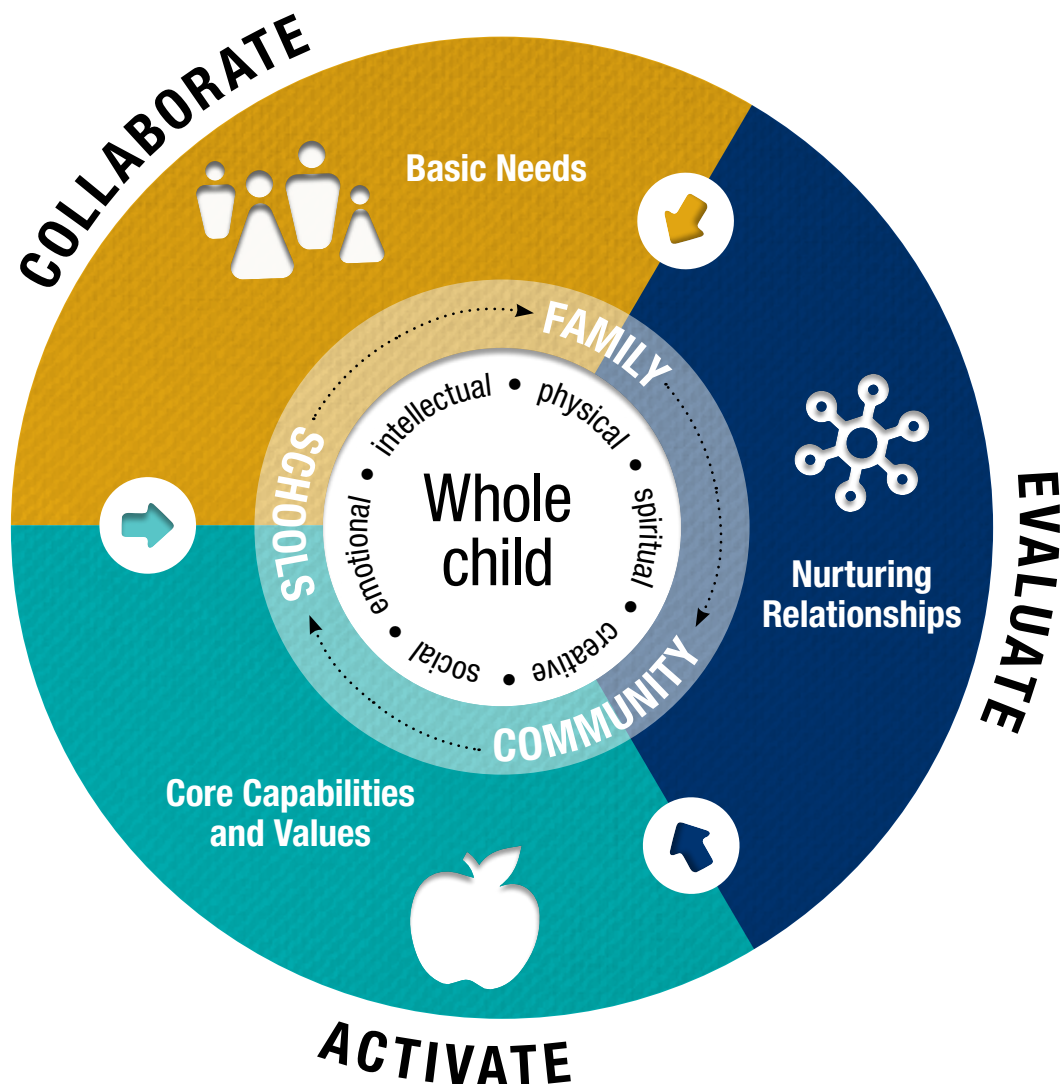 COLLABORATE
Basic Needs
EVALUATE
Nurturing
Relationships
ACTIVATE
Core Capabilities
and Values
FAMILY
COMMUNITY
SCHOOLS
intellectual • physical • spiritual • creative • social • emotional •
Whole
child